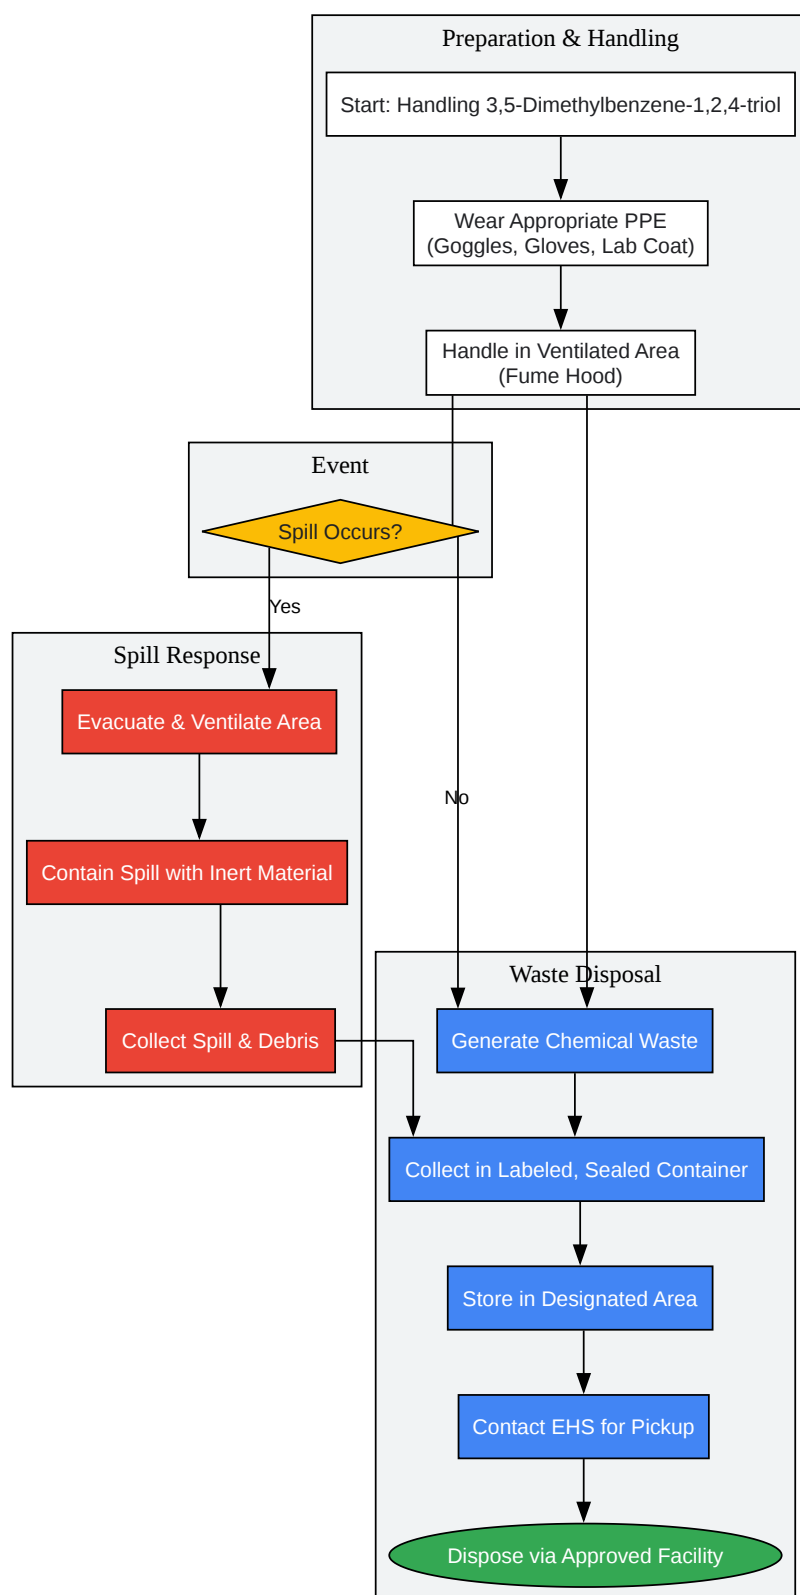 Preparation & Handling
Start: Handling 3,5-Dimethylbenzene-1,2,4-triol
Wear Appropriate PPE
(Goggles, Gloves, Lab Coat)
Handle in Ventilated Area
(Fume Hood)
Event
Spill Occurs?
Yes
Spill Response
Evacuate & Ventilate Area
No
Contain Spill with Inert Material
Waste Disposal
Collect Spill & Debris
Generate Chemical Waste
Collect in Labeled, Sealed Container
Store in Designated Area
Contact EHS for Pickup
Dispose via Approved Facility